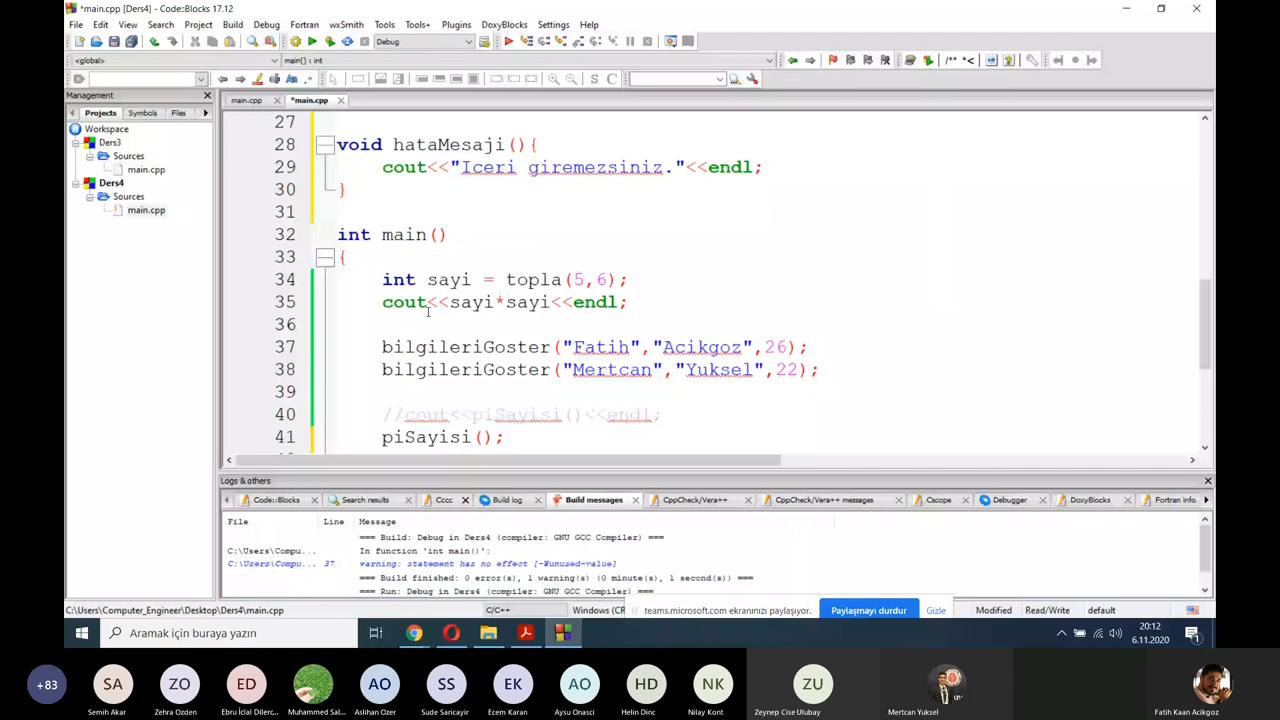 *main.cpp [Ders4] - Code::Blocks 17.12
File Edit View Search Project Build Debug Fortran wxSmith Tools Tools+ Plugins DoxyBlocks Settings Help
Debug
<global> main() : int
/** *<
S C
Management
Projects Symbols Files
Workspace
Ders3
Sources
main.cpp
Ders4
Sources
main.cpp
main.cpp *main.cpp
27
28 void hataMesaji(){
29 cout<<"Iceri giremezsiniz."<<endl;
30 }
31
32 int main()
33 {
34 int sayi = topla(5,6);
35 cout<<sayi*sayi<<endl;
36
37 bilgileriGoster("Fatih","Acikgoz",26);
38 bilgileriGoster("Mertcan","Yuksel",22);
39
40 //cout<<piSayisi()<<endl;
41 piSayisi();
Logs & others
Code::Blocks Search results Cccc Build log Build messages CppCheck/Vera++ CppCheck/Vera++ messages Cscope Debugger DoxyBlocks Fortran info
File Line Message
=== Build: Debug in Ders4 (compiler: GNU GCC Compiler) ===
C:\Users\Compu... In function 'int main()':
C:\Users\Compu... 37 warning: statement has no effect [-Wunused-value]
=== Build finished: 0 error(s), 1 warning(s) (0 minute(s), 1 second(s)) ===
=== Run: Debug in Ders4 (compiler: GNU GCC Compiler) ===
C:\Users\Computer_Engineer\Desktop\Ders4\main.cpp C/C++ Windows (CR teams.microsoft.com ekranınızı paylaşıyor. Paylaşmayı durdur Gizle Modified Read/Write default
Aramak için buraya yazın
20:12
6.11.2020
+83 SA ZO ED AO SS EK AO HD NK ZU
Semih Akar Zehra Ozden Ebru İclal Dilerc... Muhammed Sal... Aslihan Ozer Sude Saricayir Ecem Karan Aysu Onasci Helin Dinc Nilay Kont Zeynep Cise Ulubay Mertcan Yuksel Fatih Kaan Acikgoz